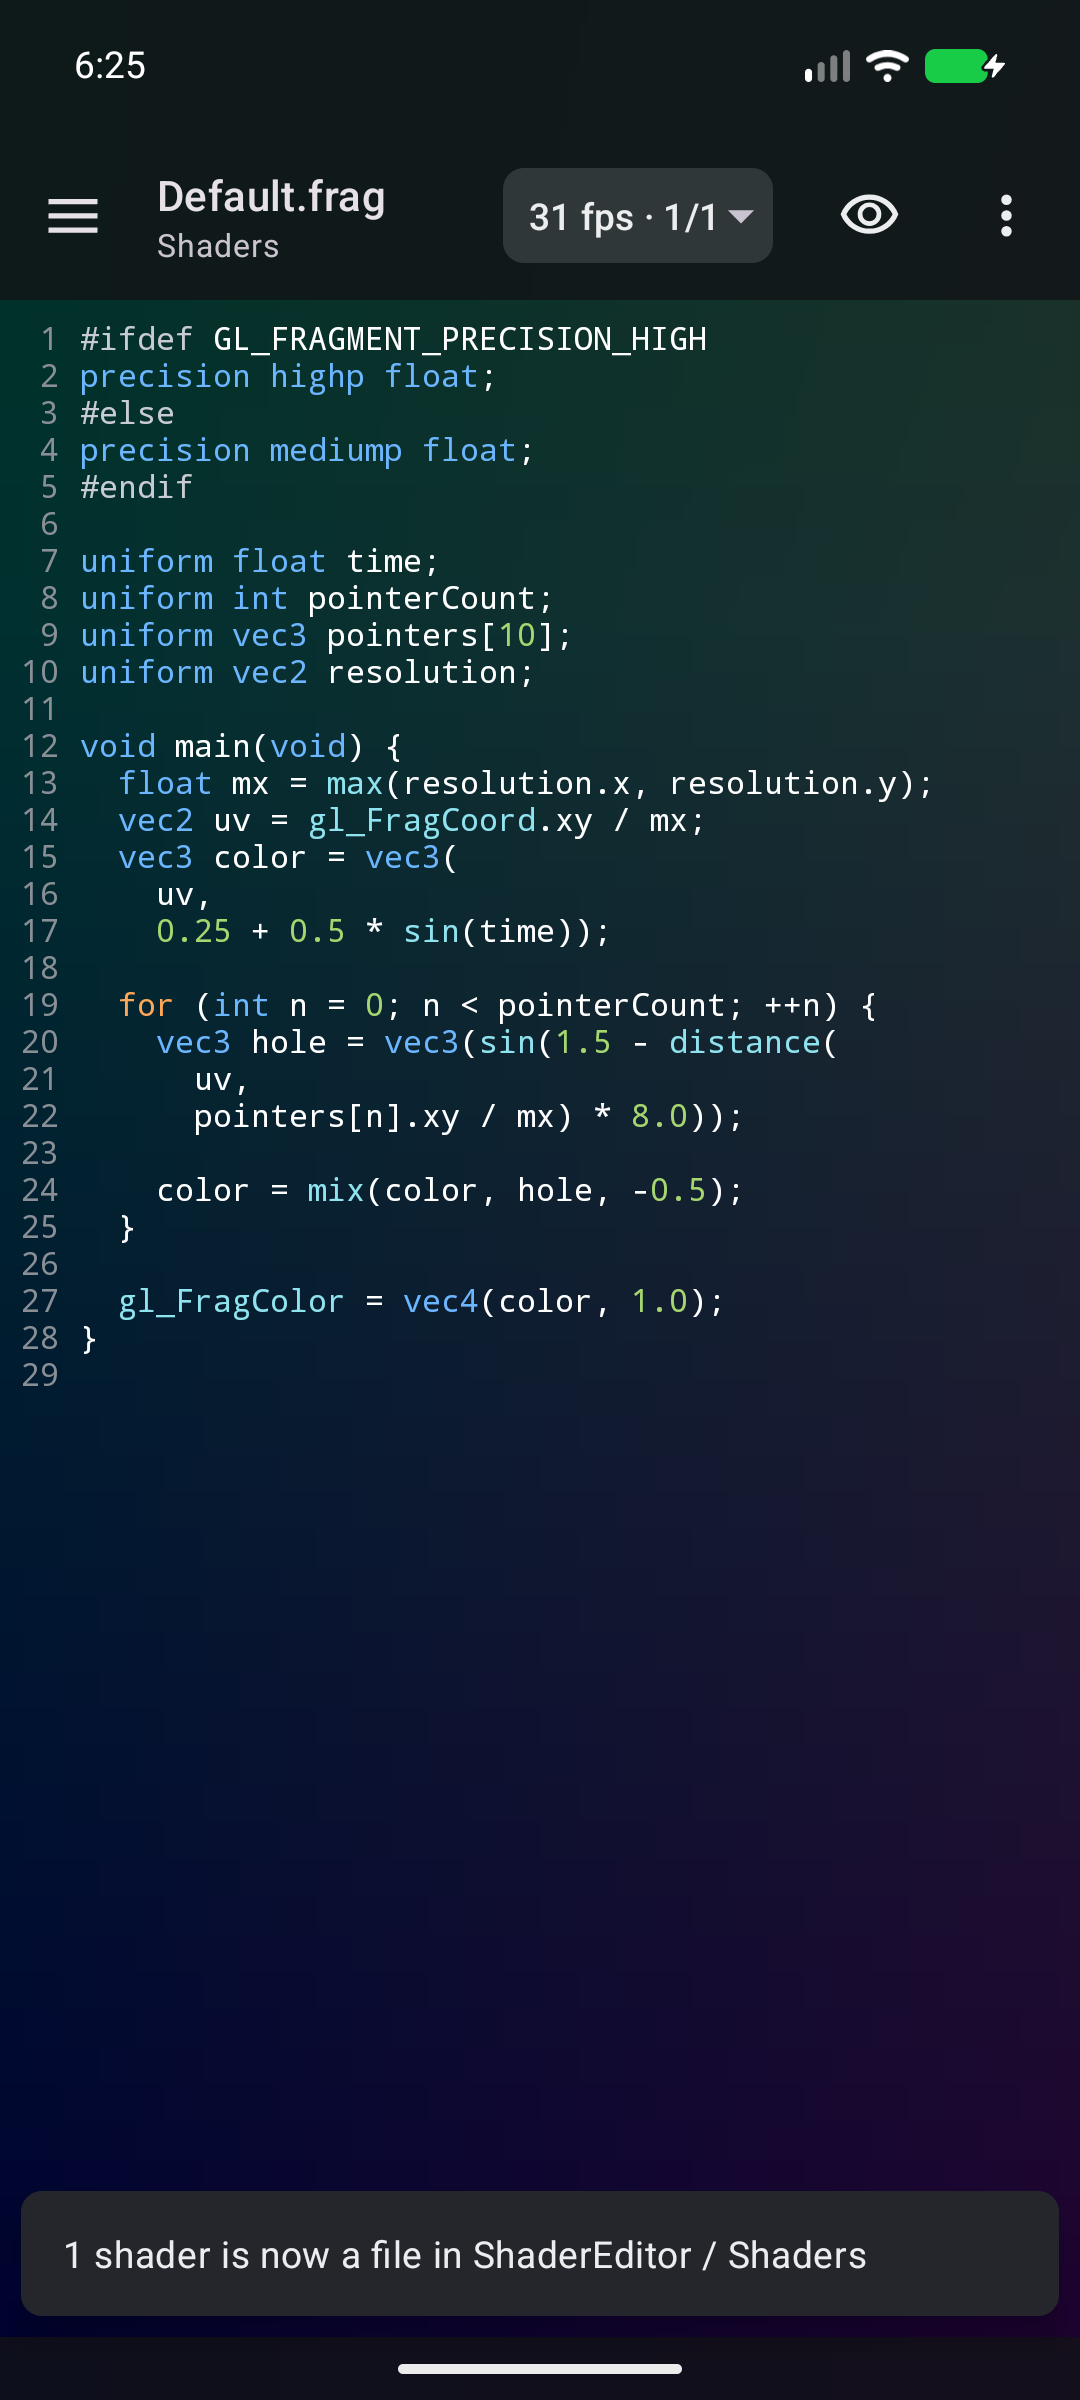 6:25
Default.frag
Shaders
31 fps · 1/1
1 #ifdef GL_FRAGMENT_PRECISION_HIGH
2 precision highp float;
3 #else
4 precision mediump float;
5 #endif
6
7 uniform float time;
8 uniform int pointerCount;
9 uniform vec3 pointers[10];
10 uniform vec2 resolution;
11
12 void main(void) {
13   float mx = max(resolution.x, resolution.y);
14   vec2 uv = gl_FragCoord.xy / mx;
15   vec3 color = vec3(
16     uv,
17     0.25 + 0.5 * sin(time));
18
19   for (int n = 0; n < pointerCount; ++n) {
20     vec3 hole = vec3(sin(1.5 - distance(
21       uv,
22       pointers[n].xy / mx) * 8.0));
23
24     color = mix(color, hole, -0.5);
25   }
26
27   gl_FragColor = vec4(color, 1.0);
28 }
29
1 shader is now a file in ShaderEditor / Shaders